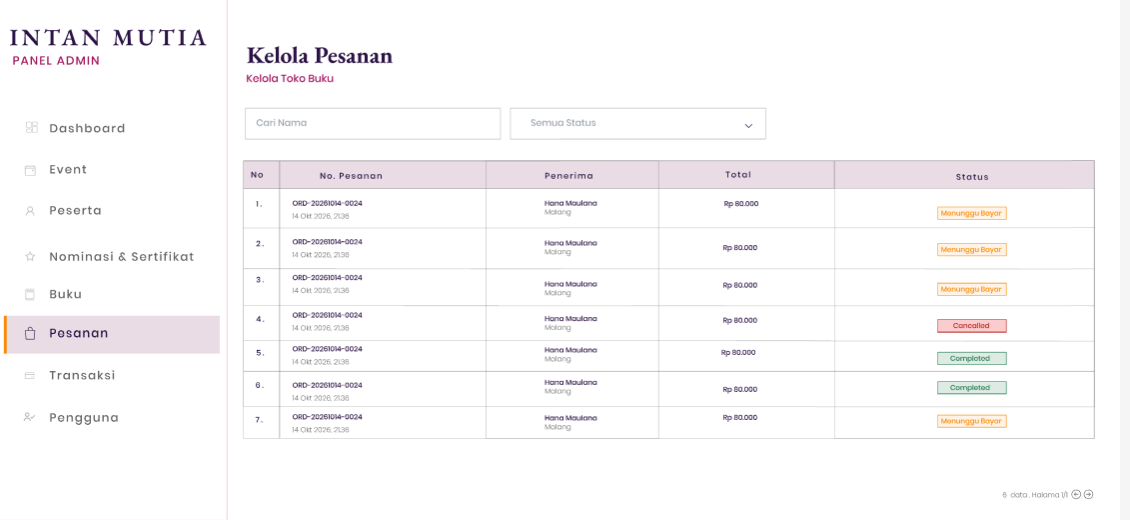 INTAN MUTIA
PANEL ADMIN
Dashboard
Event
Peserta
Nominasi & Sertifikat
Buku
Pesanan
Transaksi
Pengguna
Kelola Pesanan
Kelola Toko Buku
Cari Nama
Semua Status
No No. Pesanan Penerima Total Status
1. ORD-20261014-0024 Hana Maulana Rp 80.000
14 Okt 2026, 21.36 Malang Menunggu Bayar
2. ORD-20261014-0024 Hana Maulana Rp 80.000
14 Okt 2026, 21.36 Malang Menunggu Bayar
3. ORD-20261014-0024 Hana Maulana Rp 80.000
14 Okt 2026, 21.36 Malang Menunggu Bayar
4. ORD-20261014-0024 Hana Maulana Rp 80.000
14 Okt 2026, 21.36 Malang Cancelled
5. ORD-20261014-0024 Hana Maulana Rp 80.000
14 Okt 2026, 21.36 Malang Completed
6. ORD-20261014-0024 Hana Maulana Rp 80.000
14 Okt 2026, 21.36 Malang Completed
7. ORD-20261014-0024 Hana Maulana Rp 80.000
14 Okt 2026, 21.36 Malang Menunggu Bayar
6 data . Halama 1/1